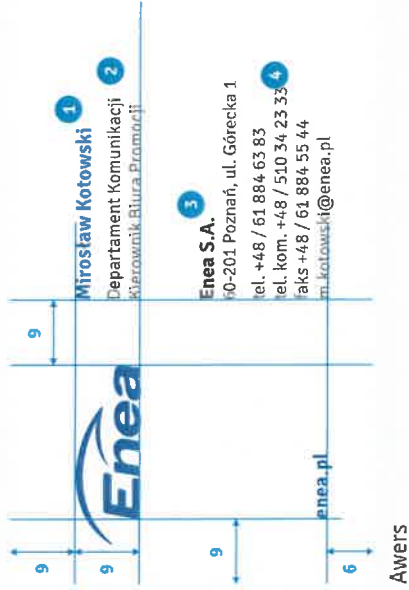 9
9
9
9
6
Enea
enea.pl
Mirosław Kotowski
1
Departament Komunikacji
2
Kierownik Biura Promocji
Enea S.A.
3
60-201 Poznań, ul. Górecka 1
tel. +48 / 61 884 63 83
tel. kom. +48 / 510 34 23 33
4
faks +48 / 61 884 55 44
m.kotowski@enea.pl
Awers